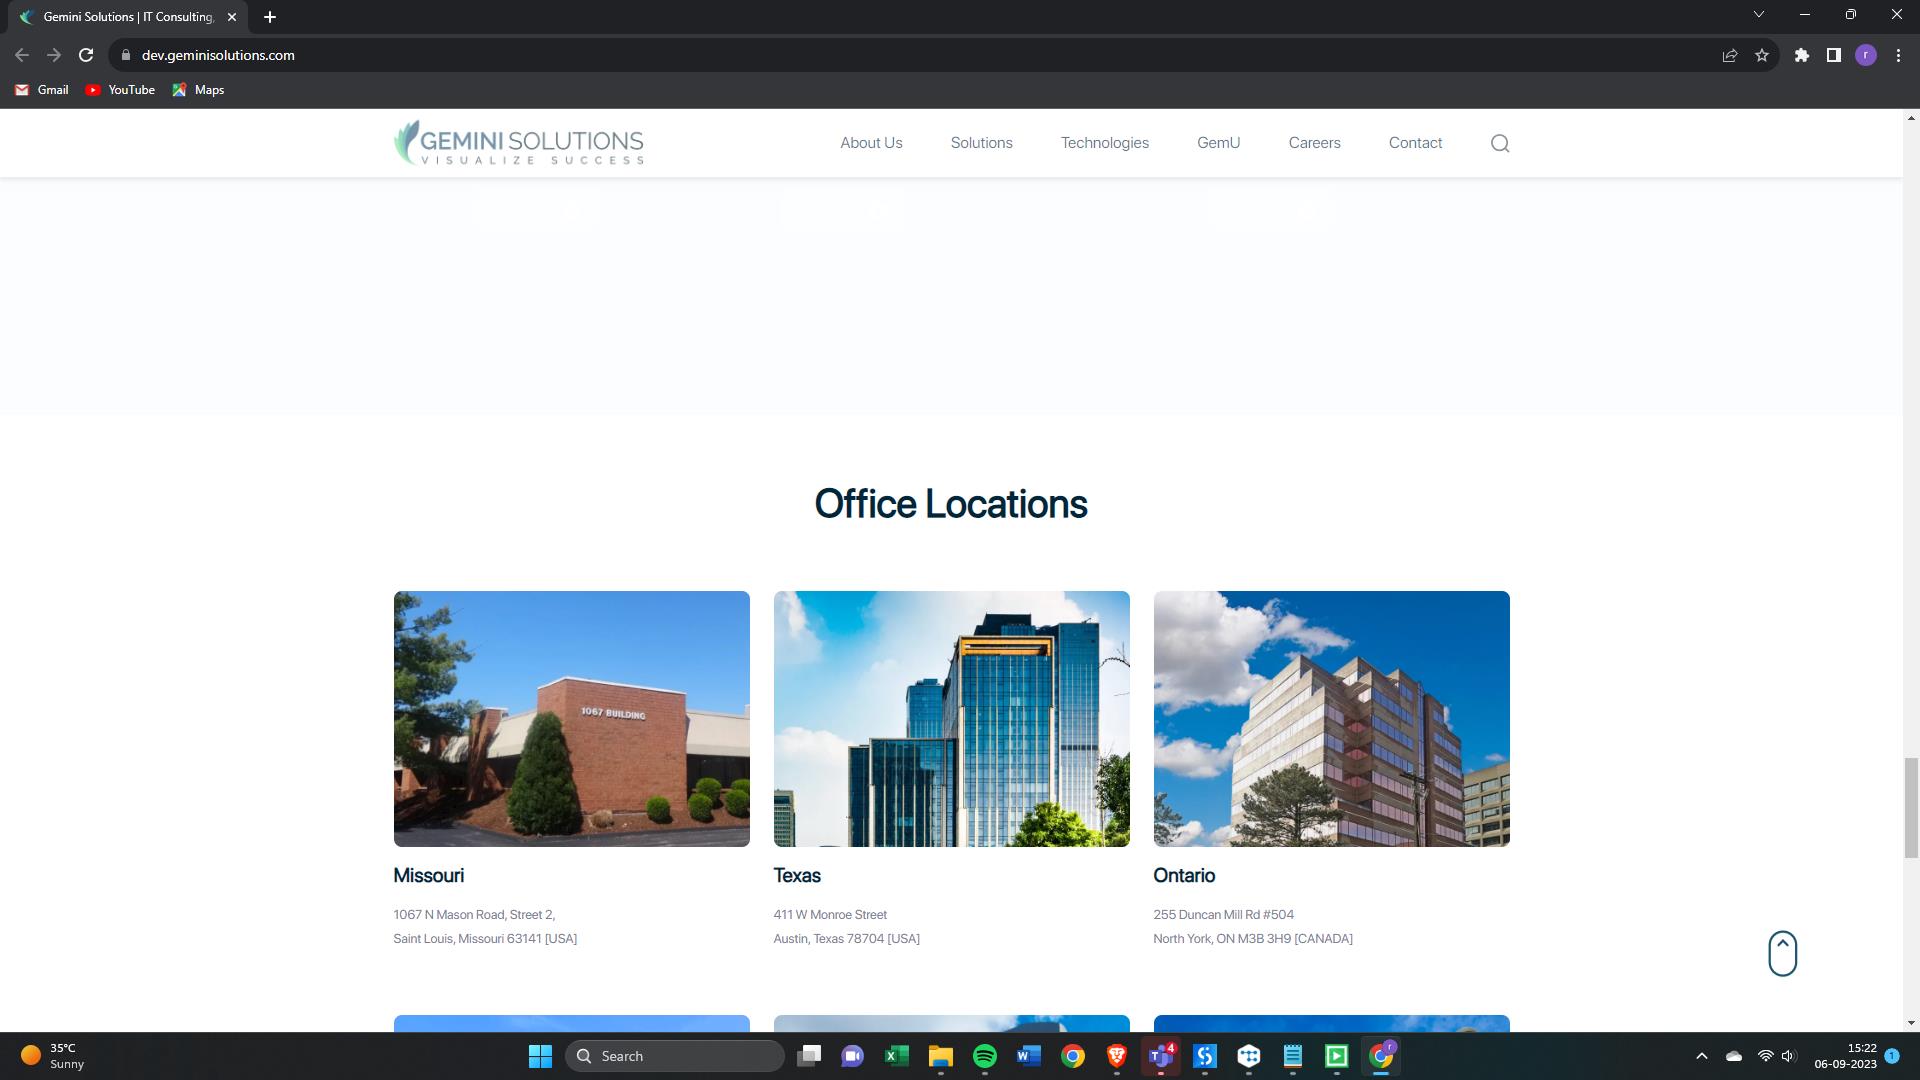 Gemini Solutions | IT Consulting,
dev.geminisolutions.com
r
Gmail
YouTube
Maps
GEMINI SOLUTIONS
VISUALIZE SUCCESS
About Us
Solutions
Technologies
GemU
Careers
Contact
Office Locations
1067 BUILDING
Missouri
1067 N Mason Road, Street 2,
Saint Louis, Missouri 63141 [USA]
Texas
411 W Monroe Street
Austin, Texas 78704 [USA]
Ontario
255 Duncan Mill Rd #504
North York, ON M3B 3H9 [CANADA]
35°C
Sunny
Search
4
r
15:22
06-09-2023
1